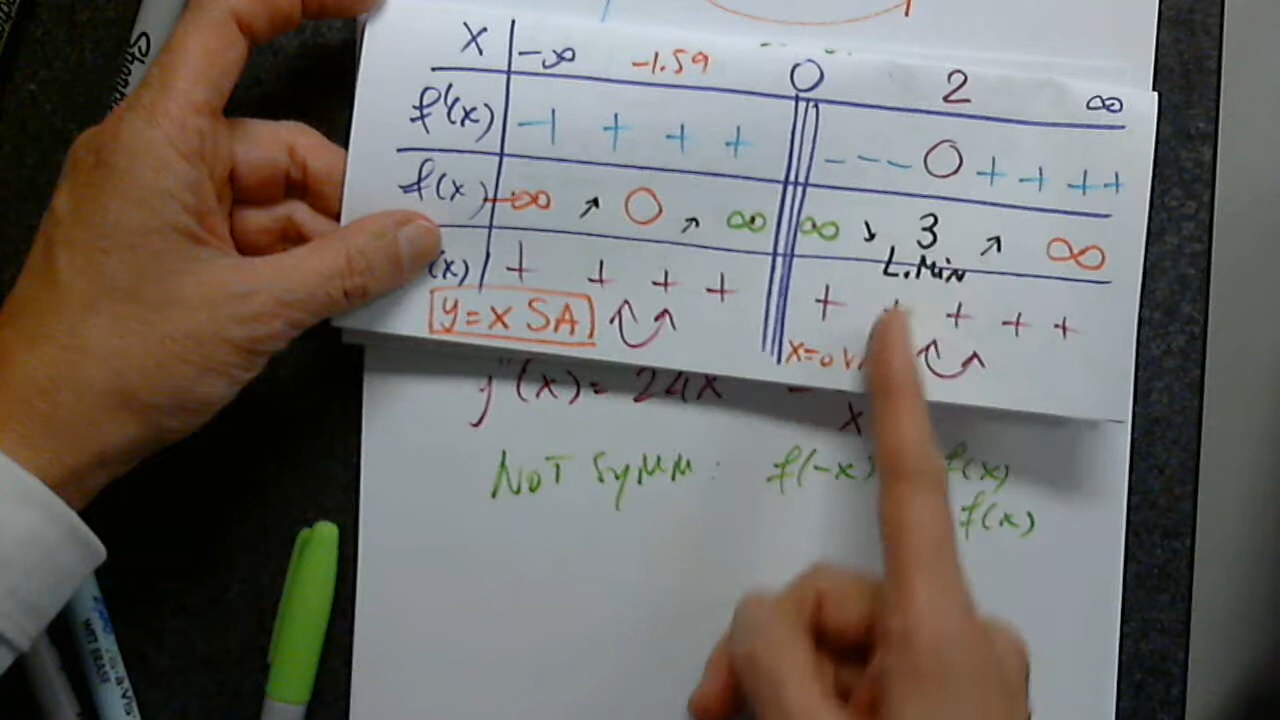 x -∞ -1.59 0 2 ∞
f'(x) + + + + - - - 0 + + + +
f(x) -∞ ↗ 0 ↗ ∞ ∞ ↘ 3 ↗ ∞
L.Min
(x) + + + + + + + + +
y=x SA
x=0 V
y''(x) = 24x
x
NOT SYMM: f(-x) f(x)
f(x)